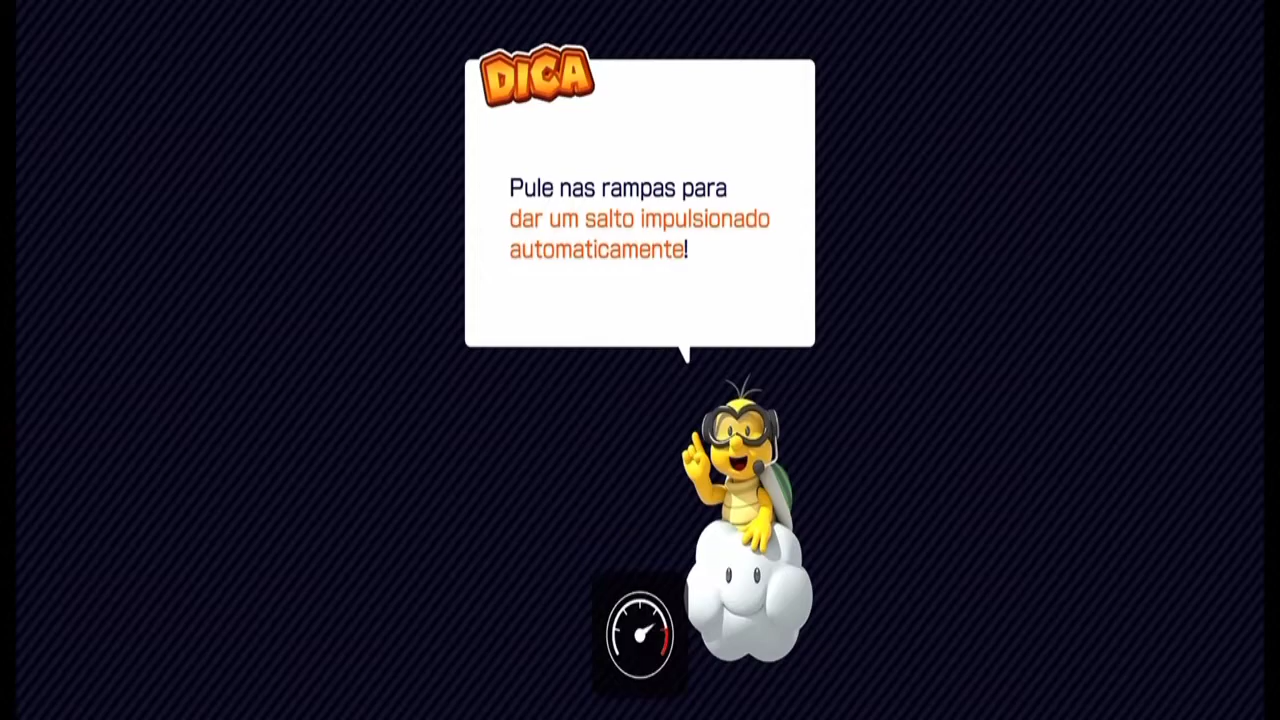 DICA
Pule nas rampas para
dar um salto impulsionado
automaticamente!